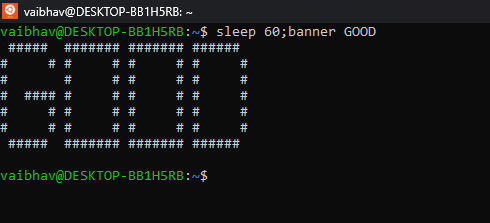 vaibhav@DESKTOP-BB1H5RB: ~
vaibhav@DESKTOP-BB1H5RB:~$ sleep 60;banner GOOD
 #####  ####### ####### ######
#     # #     # #     # #     #
#       #     # #     # #     #
#  #### #     # #     # #     #
#     # #     # #     # #     #
#     # #     # #     # #     #
 #####  ####### ####### ######
vaibhav@DESKTOP-BB1H5RB:~$